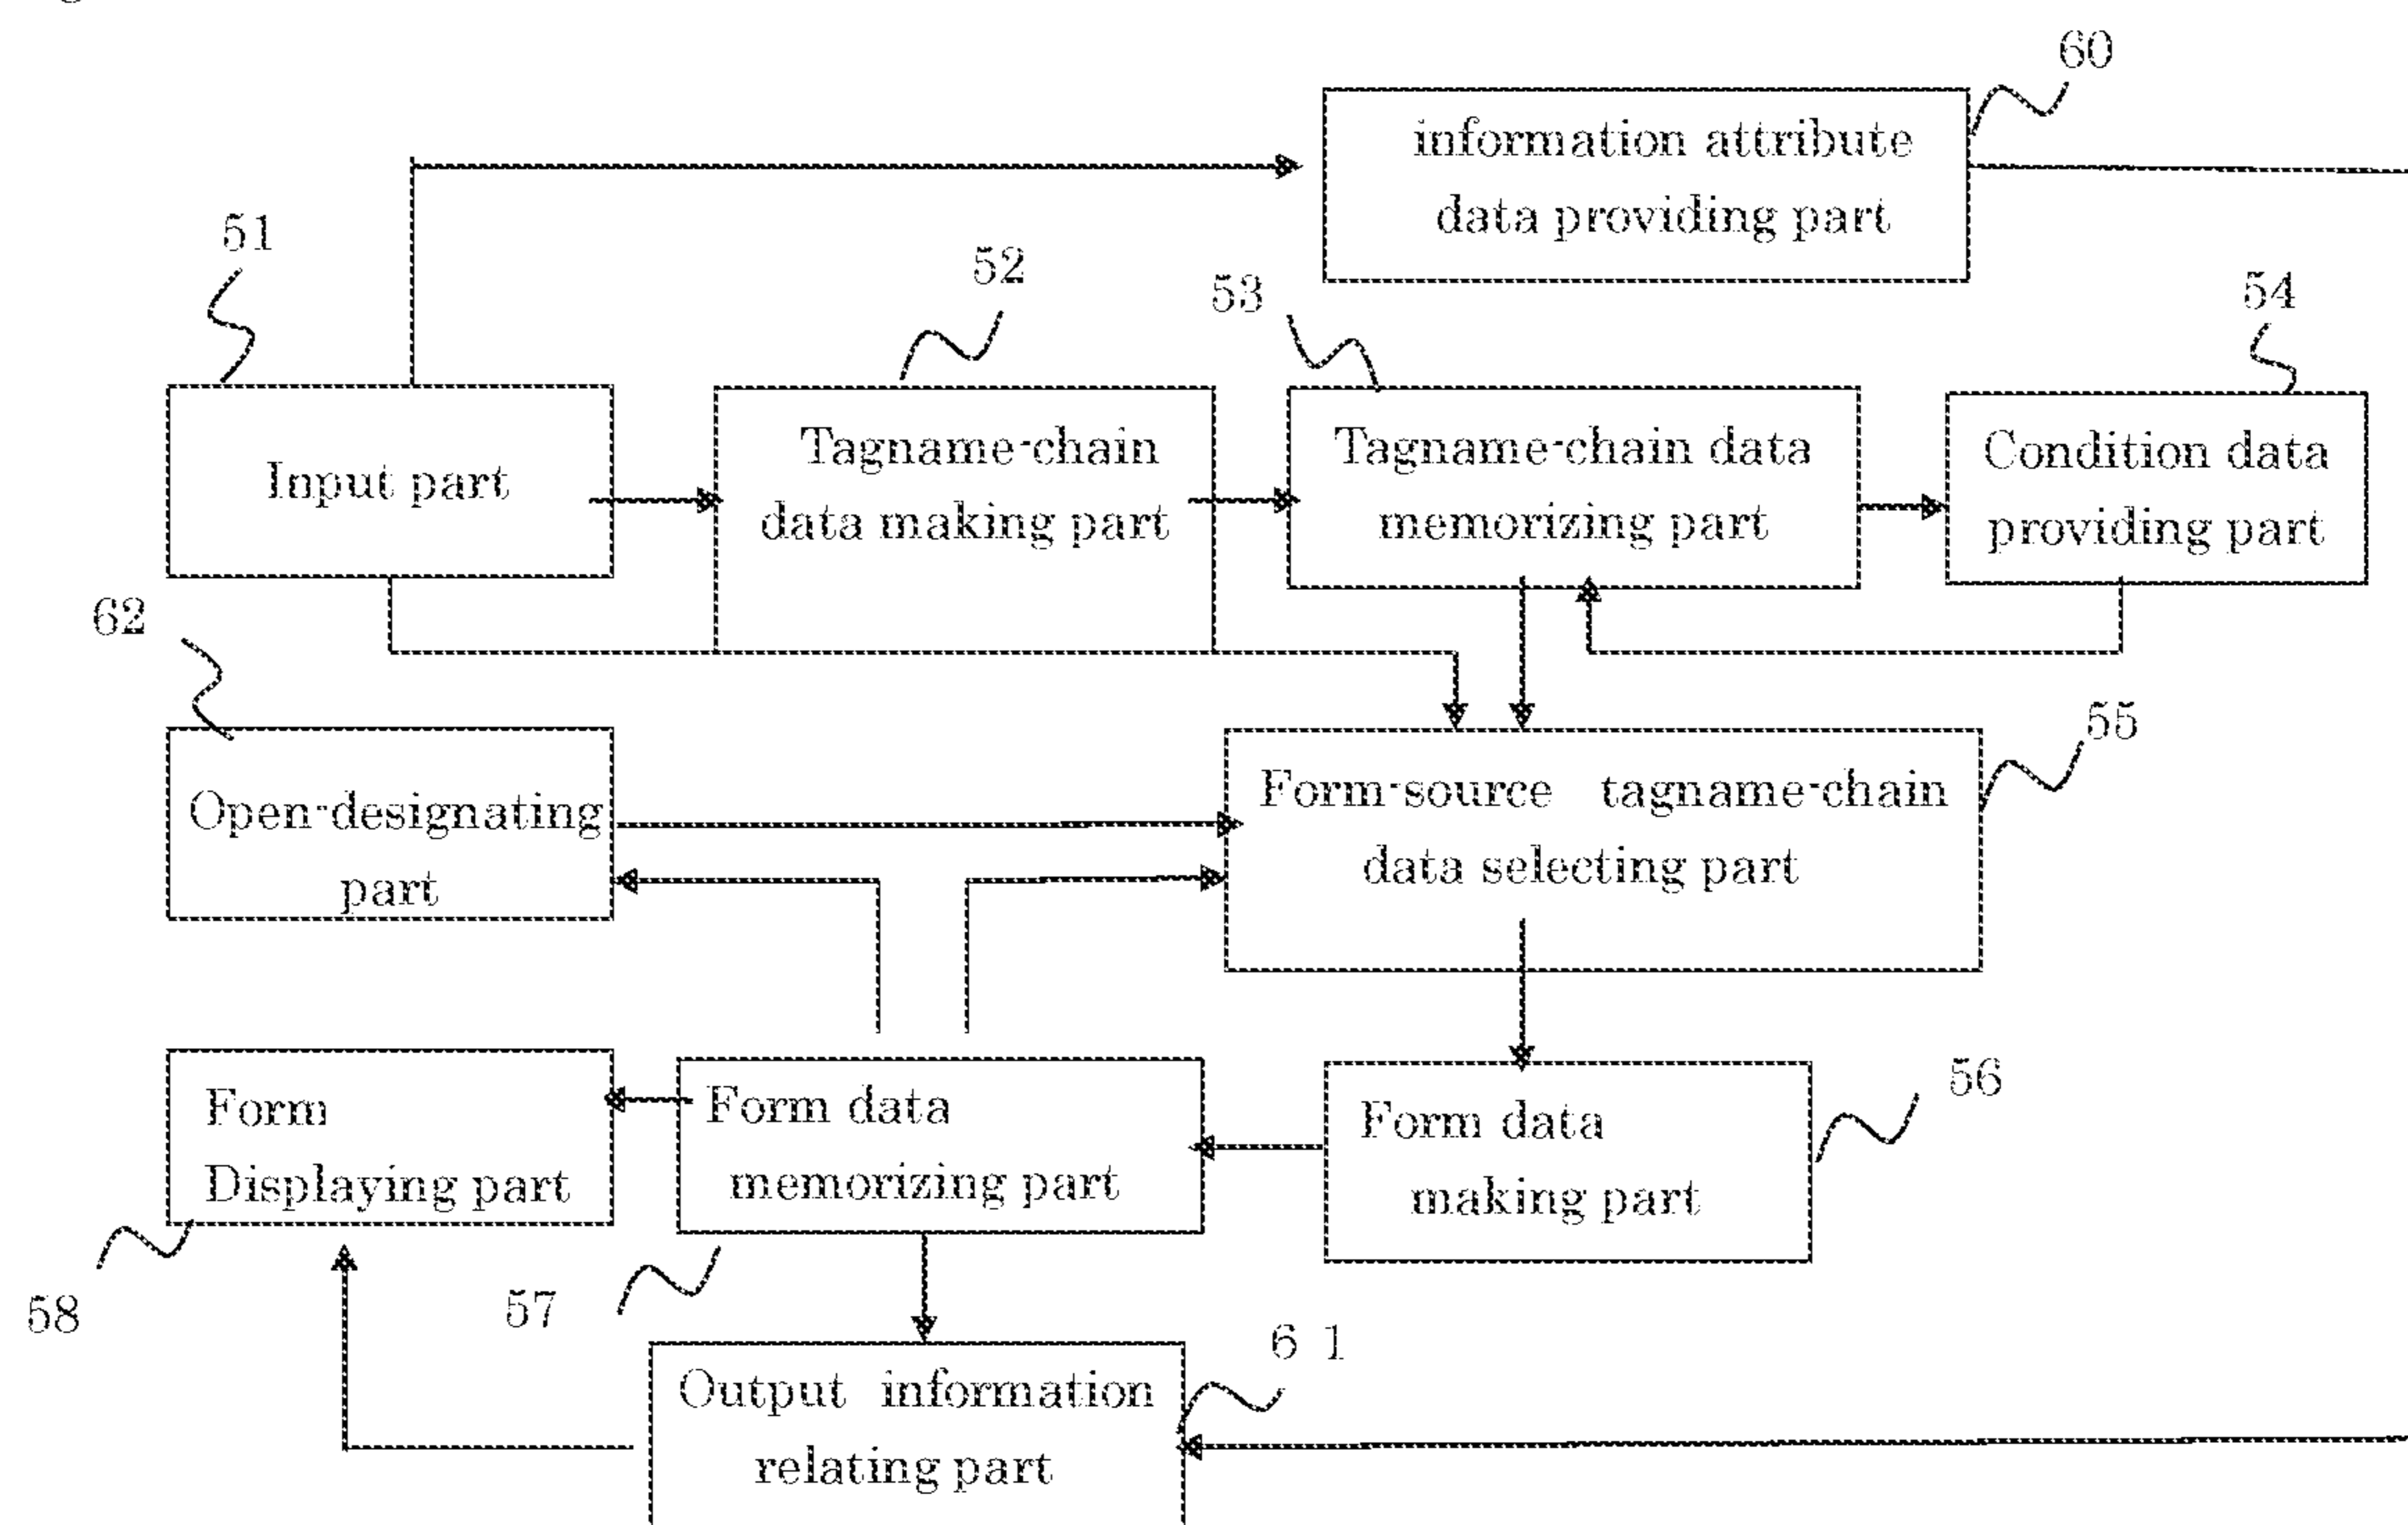 60
information attribute
data providing part
51
52
53
54
Input part
Tagname-chain
data making part
Tagname-chain data
memorizing part
Condition data
providing part
62
55
Open-designating
part
Form-source tagname-chain
data selecting part
56
Form
Displaying part
Form data
memorizing part
Form data
making part
58
57
6 1
Output information
relating part